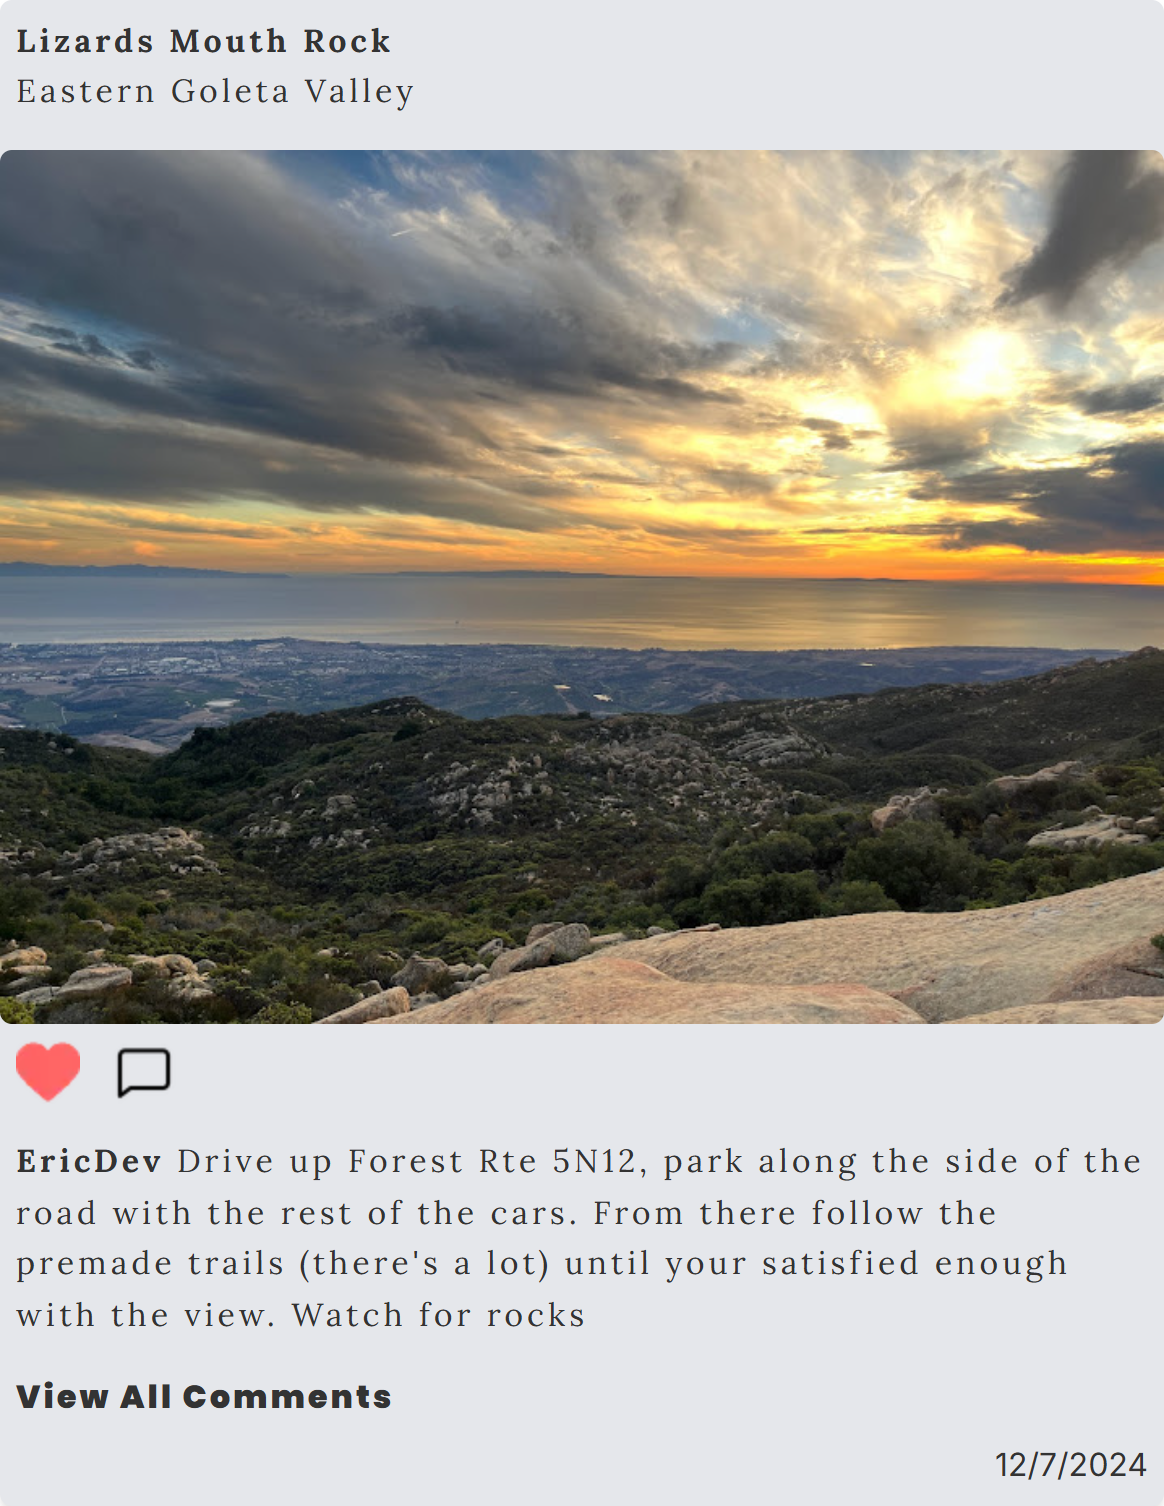 Lizards Mouth Rock
Eastern Goleta Valley
EricDev Drive up Forest Rte 5N12, park along the side of the
road with the rest of the cars. From there follow the
premade trails (there's a lot) until your satisfied enough
with the view. Watch for rocks
View All Comments
12/7/2024